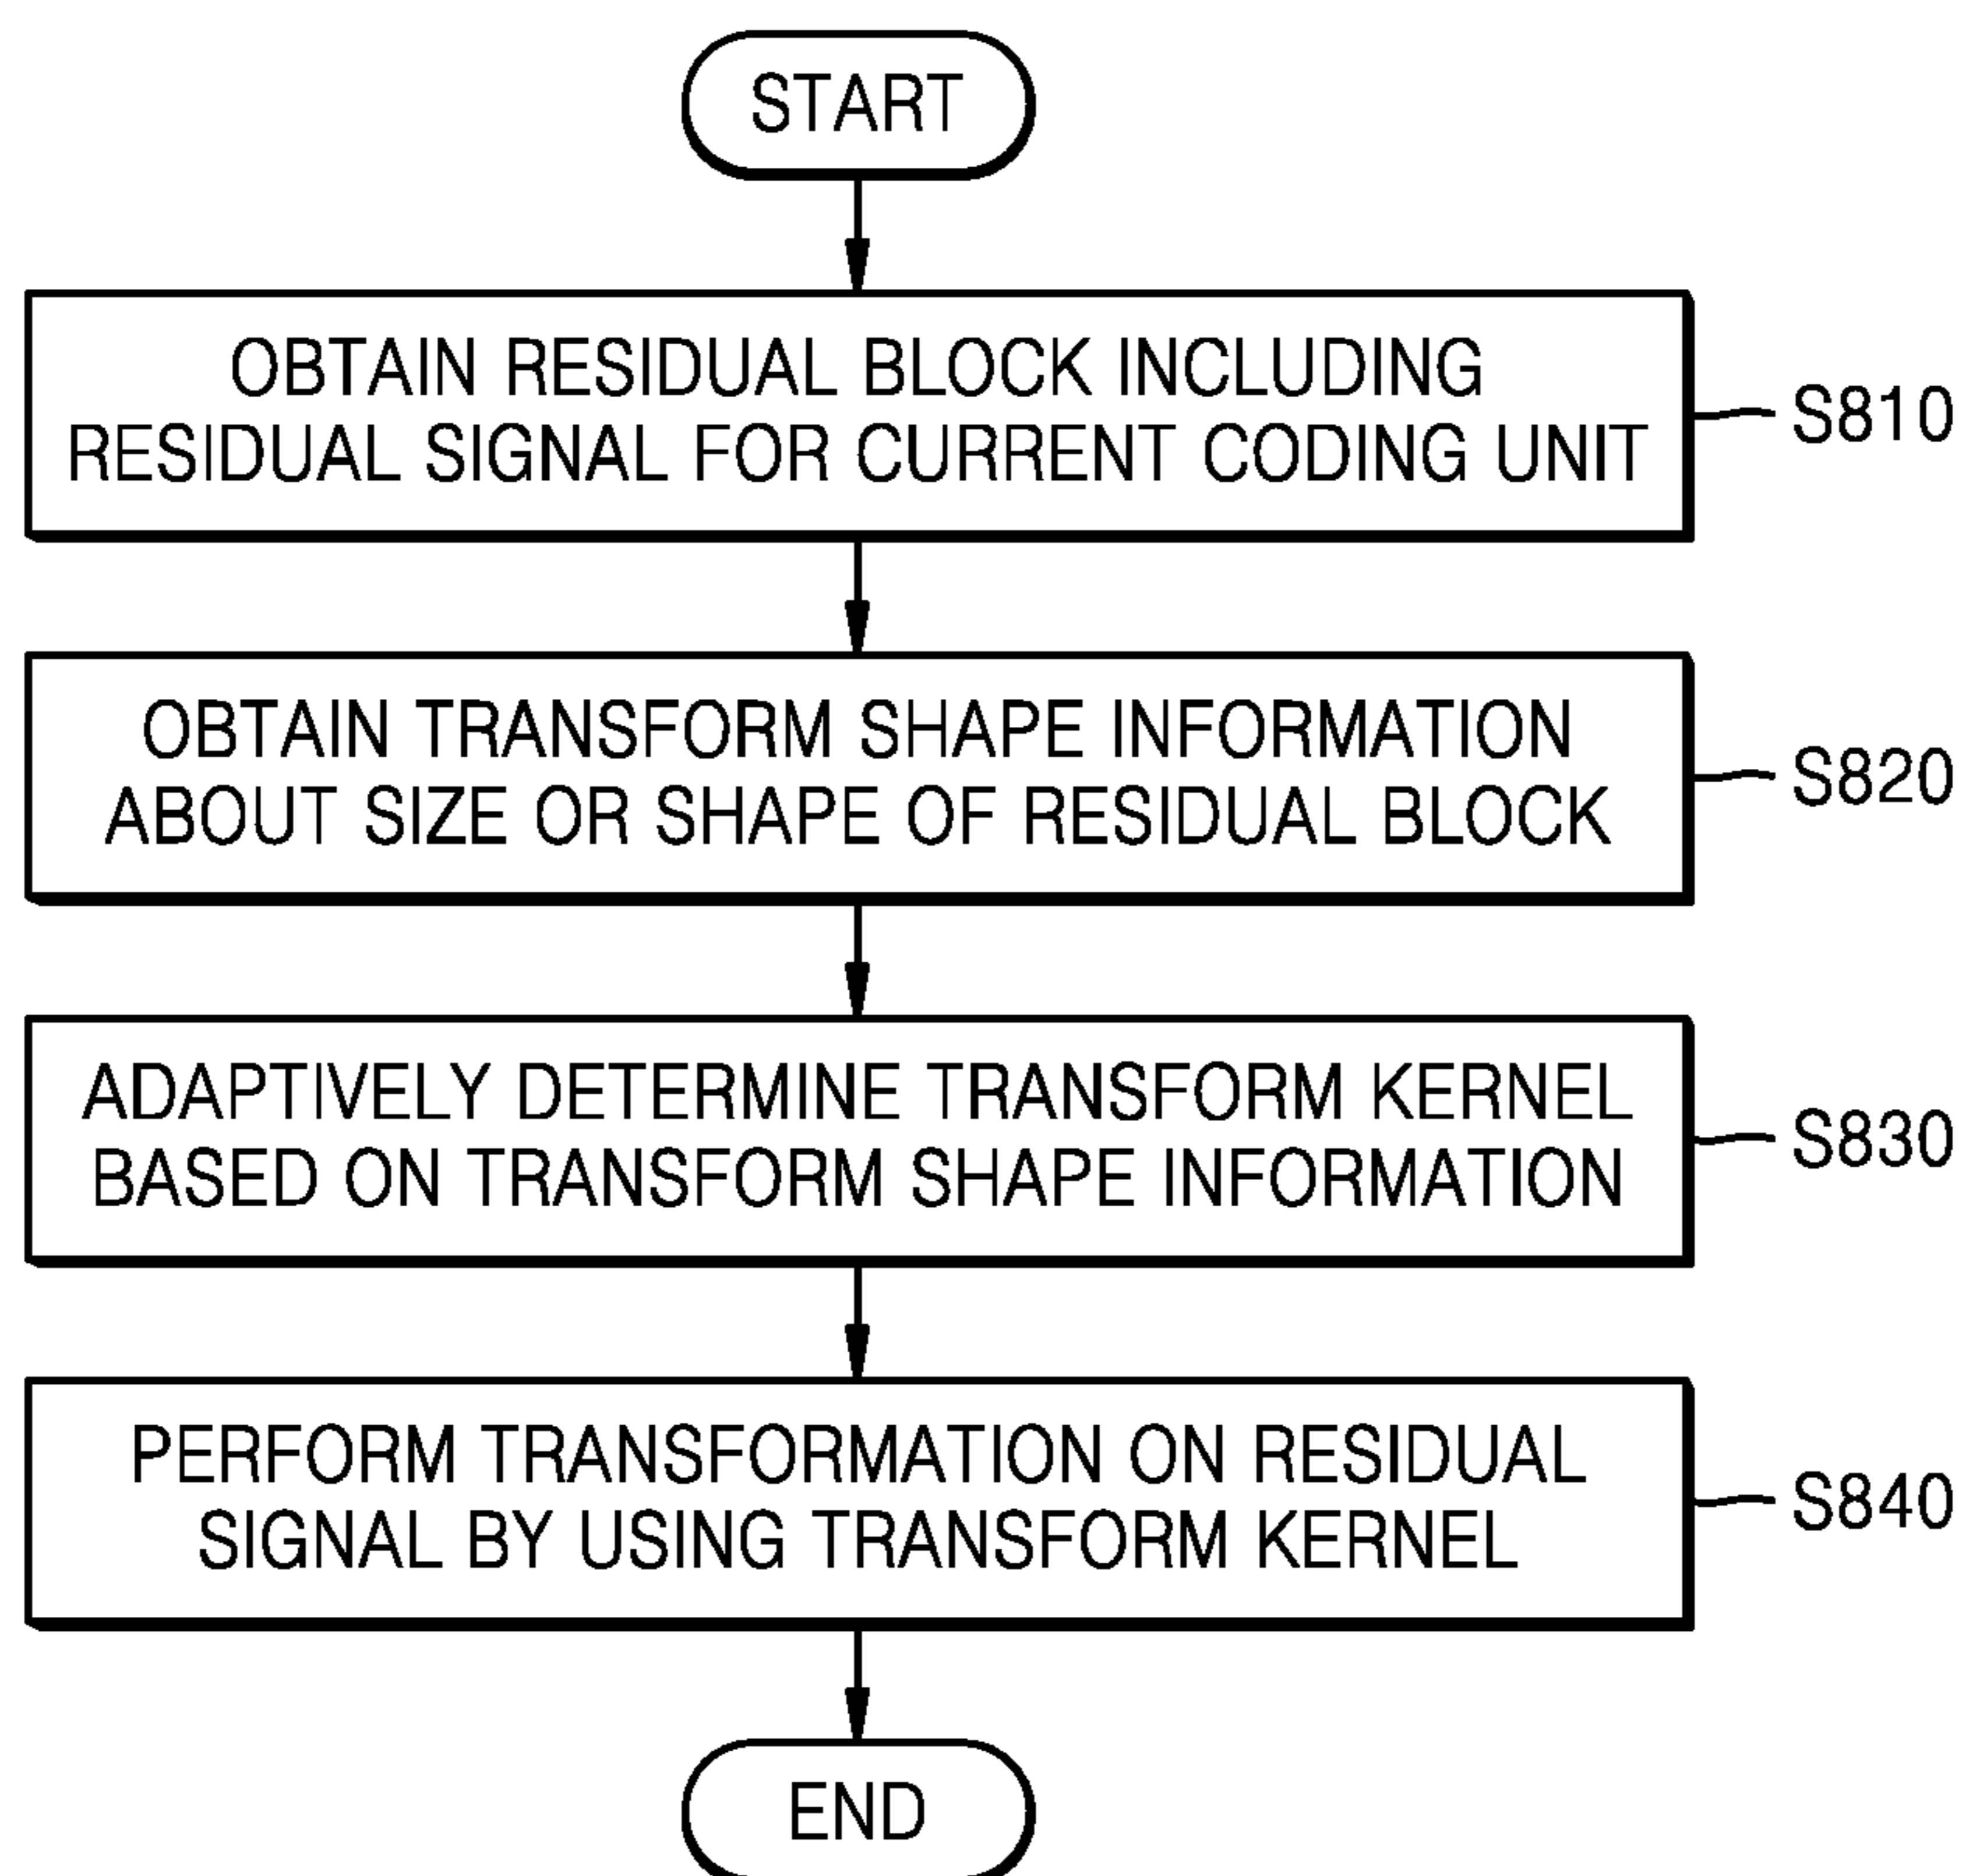 START
OBTAIN RESIDUAL BLOCK INCLUDING
RESIDUAL SIGNAL FOR CURRENT CODING UNIT
S810
OBTAIN TRANSFORM SHAPE INFORMATION
ABOUT SIZE OR SHAPE OF RESIDUAL BLOCK
S820
ADAPTIVELY DETERMINE TRANSFORM KERNEL
BASED ON TRANSFORM SHAPE INFORMATION
S830
PERFORM TRANSFORMATION ON RESIDUAL
SIGNAL BY USING TRANSFORM KERNEL
S840
END